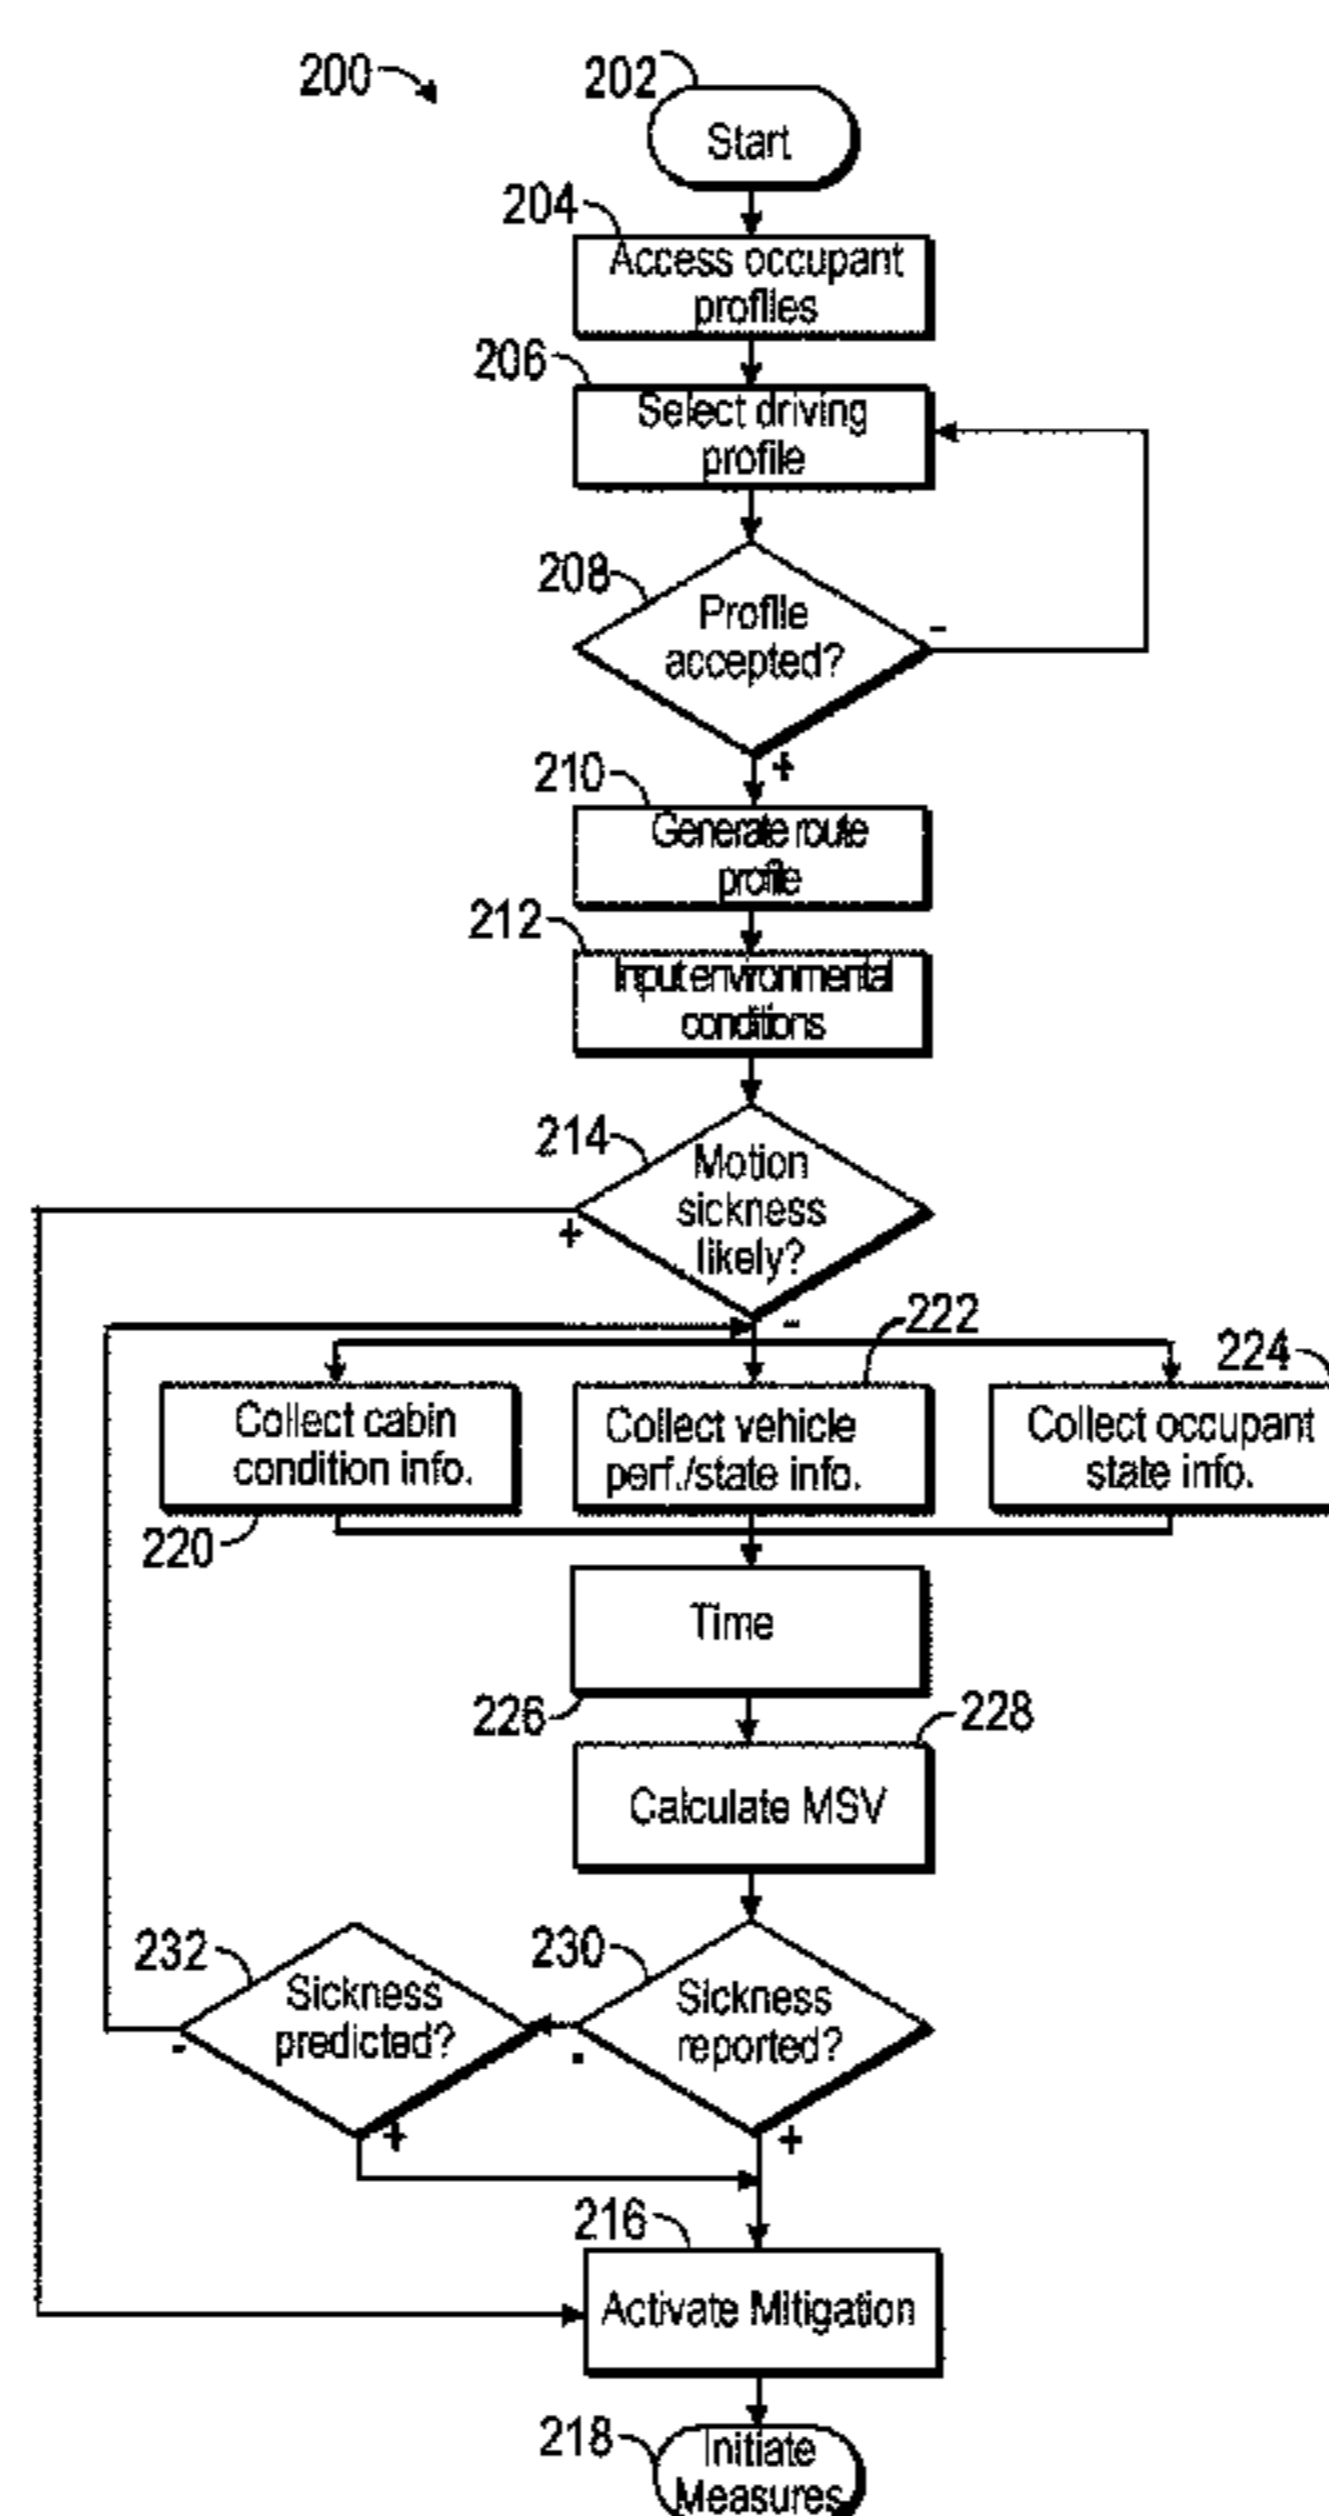 200
202
Start
204
Access occupant
profiles
206
Select driving
profile
208
Profile
accepted?
-
+
210
Generate route
profile
212
Input environmental
conditions
214
Motion
sickness
likely?
+
-
222
224
Collect cabin
condition info.
Collect vehicle
perf./state info.
Collect occupant
state info.
220
Time
226
228
Calculate MSV
232
230
Sickness
predicted?
Sickness
reported?
-
-
+
+
216
Activate Mitigation
218
Initiate
Measures